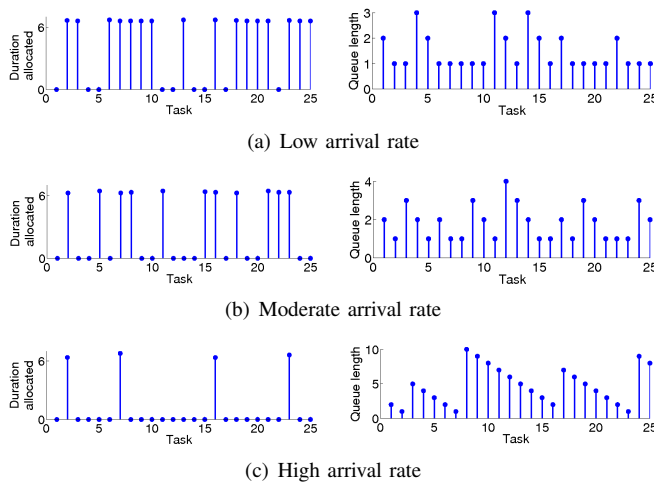 Duration allocated
6
0
0 5 10 15 20 25
Task
Queue length
3
2
1
0
0 5 10 15 20 25
Task
(a) Low arrival rate
Duration allocated
6
0
0 5 10 15 20 25
Task
Queue length
4
2
0
0 5 10 15 20 25
Task
(b) Moderate arrival rate
Duration allocated
6
0
0 5 10 15 20 25
Task
Queue length
10
5
0
0 5 10 15 20 25
Task
(c) High arrival rate